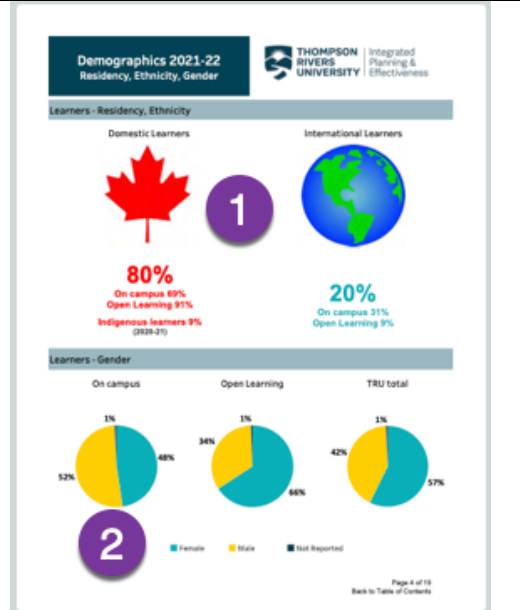 Demographics 2021-22
Residency, Ethnicity, Gender
THOMPSON
RIVERS
UNIVERSITY
Integrated
Planning &
Effectiveness
Learners - Residency, Ethnicity
Domestic Learners
International Learners
1
80%
On campus 69%
Open Learning 91%
Indigenous learners 9%
(2020-21)
20%
On campus 31%
Open Learning 9%
Learners - Gender
On campus
Open Learning
TRU total
1%
48%
52%
1%
34%
66%
1%
42%
57%
2
Female
Male
Not Reported
Page 4 of 19
Back to Table of Contents